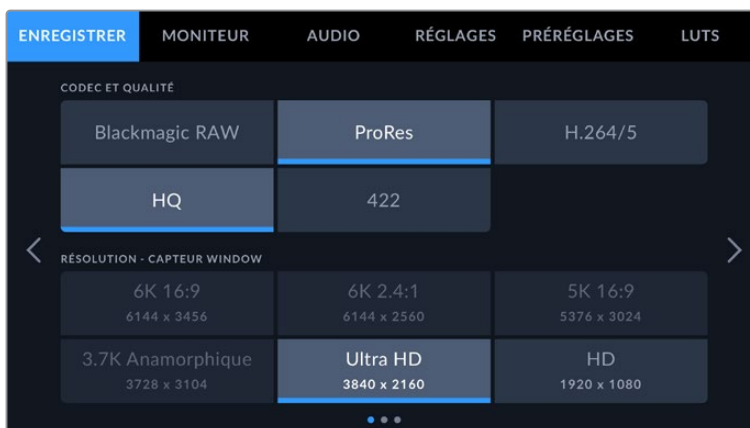 ENREGISTRER MONITEUR AUDIO RÉGLAGES PRÉRÉGLAGES LUTS
CODEC ET QUALITÉ
Blackmagic RAW ProRes H.264/5
HQ 422
RÉSOLUTION - CAPTEUR WINDOW
6K 16:9 6K 2.4:1 5K 16:9
6144 x 3456 6144 x 2560 5376 x 3024
3.7K Anamorphique Ultra HD HD
3728 x 3104 3840 x 2160 1920 x 1080